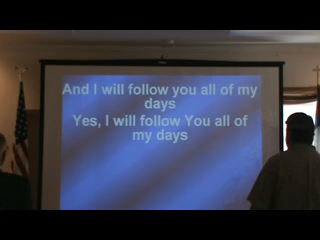 And I will follow you all of my
days
Yes, I will follow You all of
my days